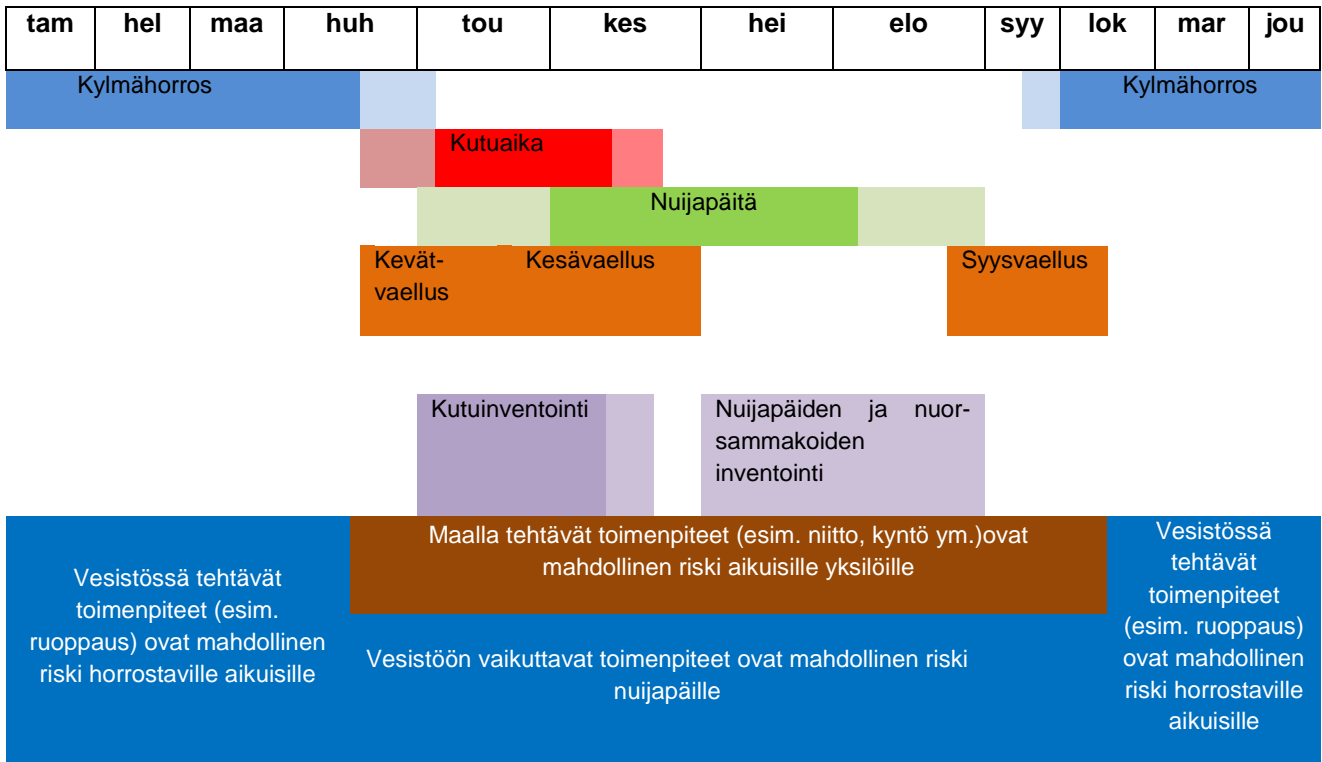 tam hel maa huh tou kes hei elo syy lok mar jou
Kylmähorros
Kylmähorros
Kutuaika
Nuijapäitä
Kevät-
vaellus
Kesävaellus
Syysvaellus
Kutuinventointi
Nuijapäiden ja nuor-
sammakoiden
inventointi
Maalla tehtävät toimenpiteet (esim. niitto, kyntö ym.)ovat
mahdollinen riski aikuisille yksilöille
Vesistössä tehtävät
toimenpiteet (esim.
ruoppaus) ovat mahdollinen
riski horrostaville aikuisille
Vesistöön vaikuttavat toimenpiteet ovat mahdollinen riski
nuijapäille
Vesistössä
tehtävät
toimenpiteet
(esim. ruoppaus)
ovat mahdollinen
riski horrostaville
aikuisille